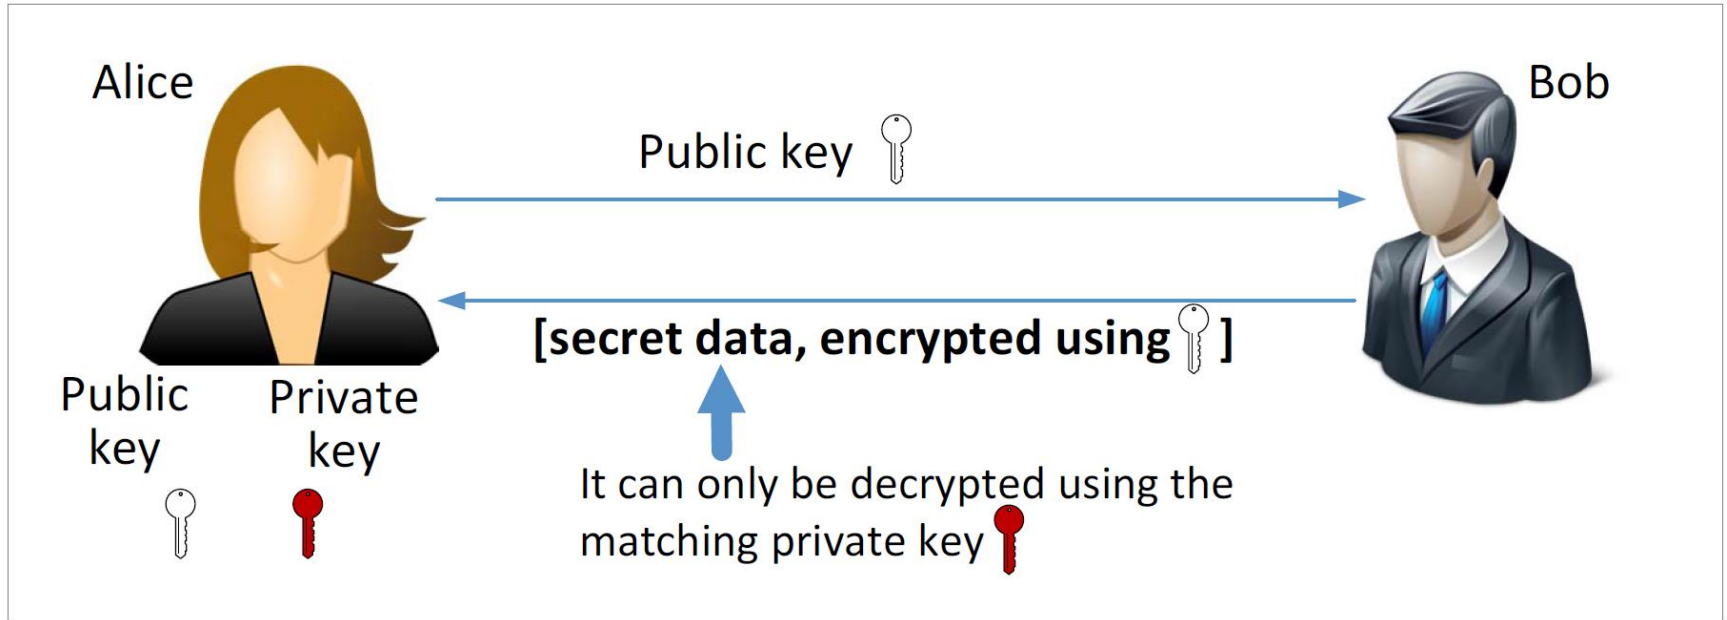 Alice
Bob
Public key
[secret data, encrypted using ]
Public
key
Private
key
It can only be decrypted using the
matching private key